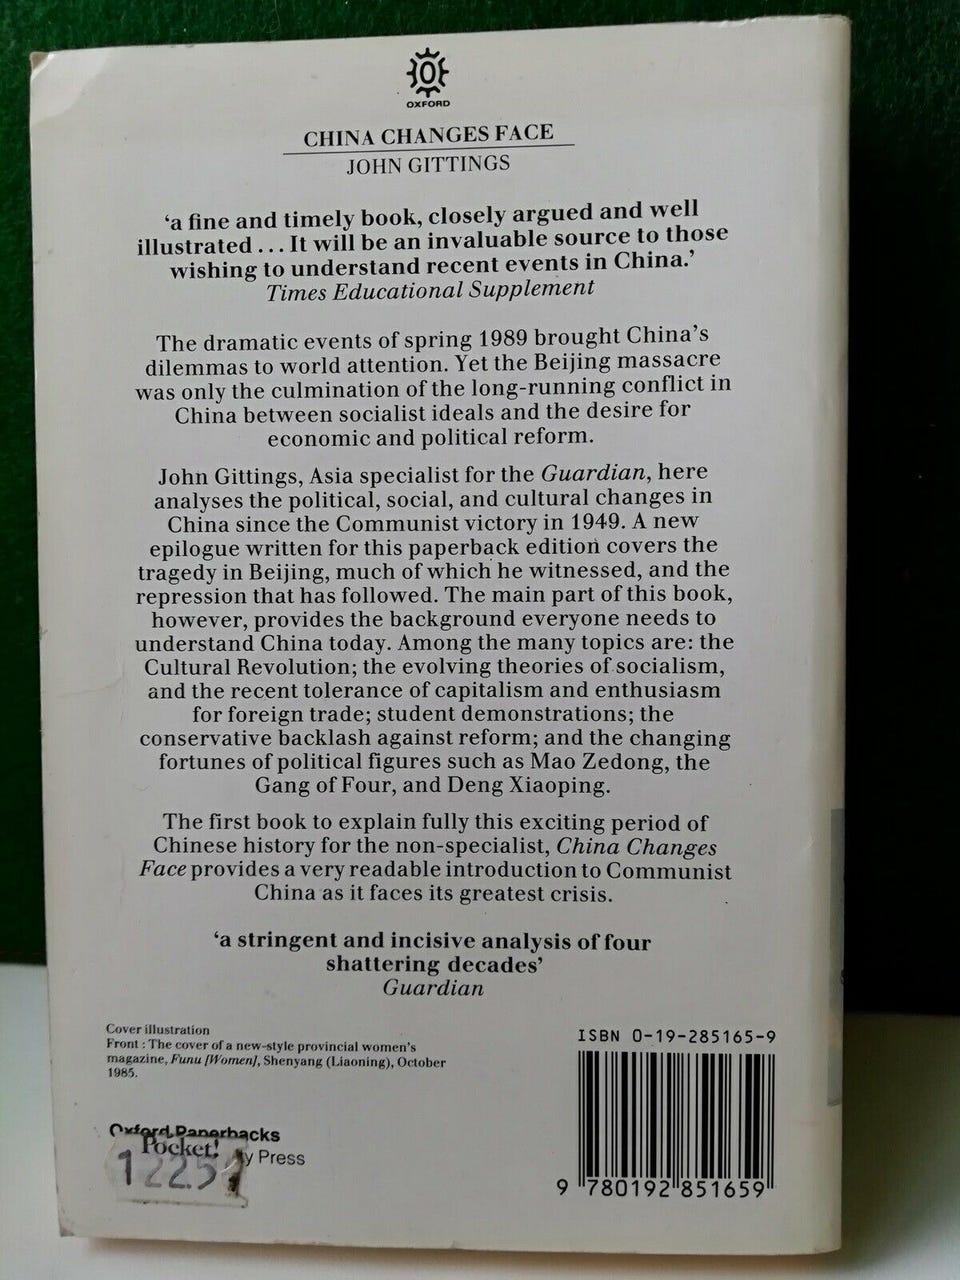 OXFORD
CHINA CHANGES FACE
JOHN GITTINGS
‘a fine and timely book, closely argued and well
illustrated . . . It will be an invaluable source to those
wishing to understand recent events in China.’
Times Educational Supplement
The dramatic events of spring 1989 brought China’s
dilemmas to world attention. Yet the Beijing massacre
was only the culmination of the long-running conflict in
China between socialist ideals and the desire for
economic and political reform.
John Gittings, Asia specialist for the Guardian, here
analyses the political, social, and cultural changes in
China since the Communist victory in 1949. A new
epilogue written for this paperback edition covers the
tragedy in Beijing, much of which he witnessed, and the
repression that has followed. The main part of this book,
however, provides the background everyone needs to
understand China today. Among the many topics are: the
Cultural Revolution; the evolving theories of socialism,
and the recent tolerance of capitalism and enthusiasm
for foreign trade; student demonstrations; the
conservative backlash against reform; and the changing
fortunes of political figures such as Mao Zedong, the
Gang of Four, and Deng Xiaoping.
The first book to explain fully this exciting period of
Chinese history for the non-specialist, China Changes
Face provides a very readable introduction to Communist
China as it faces its greatest crisis.
‘a stringent and incisive analysis of four
shattering decades’
Guardian
Cover illustration
Front : The cover of a new-style provincial women’s
magazine, Funu [Women], Shenyang (Liaoning), October
1985.
ISBN 0-19-285165-9
9 780192 851659
Oxford Paperbacks
Pocket!
Press